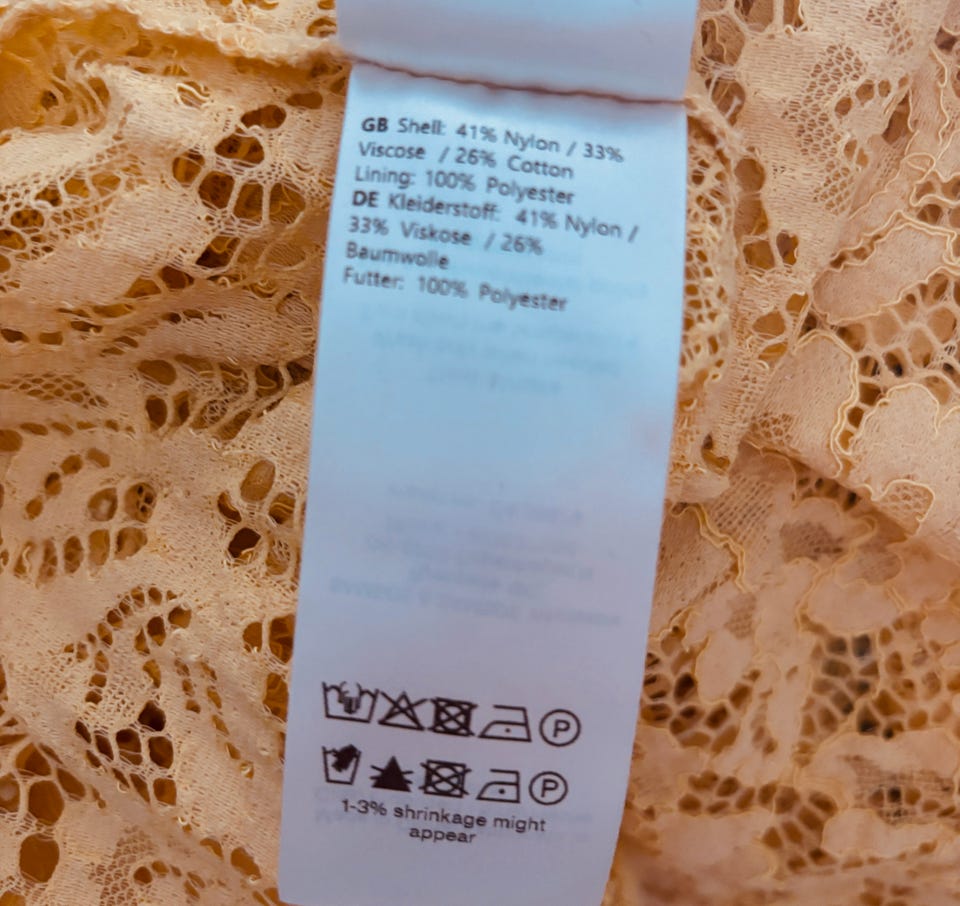 GB Shell: 41% Nylon / 33%
Viscose / 26% Cotton
Lining: 100% Polyester
DE Kleiderstoff: 41% Nylon /
33% Viskose / 26%
Baumwolle
Futter: 100% Polyester
P
P
1-3% shrinkage might
appear